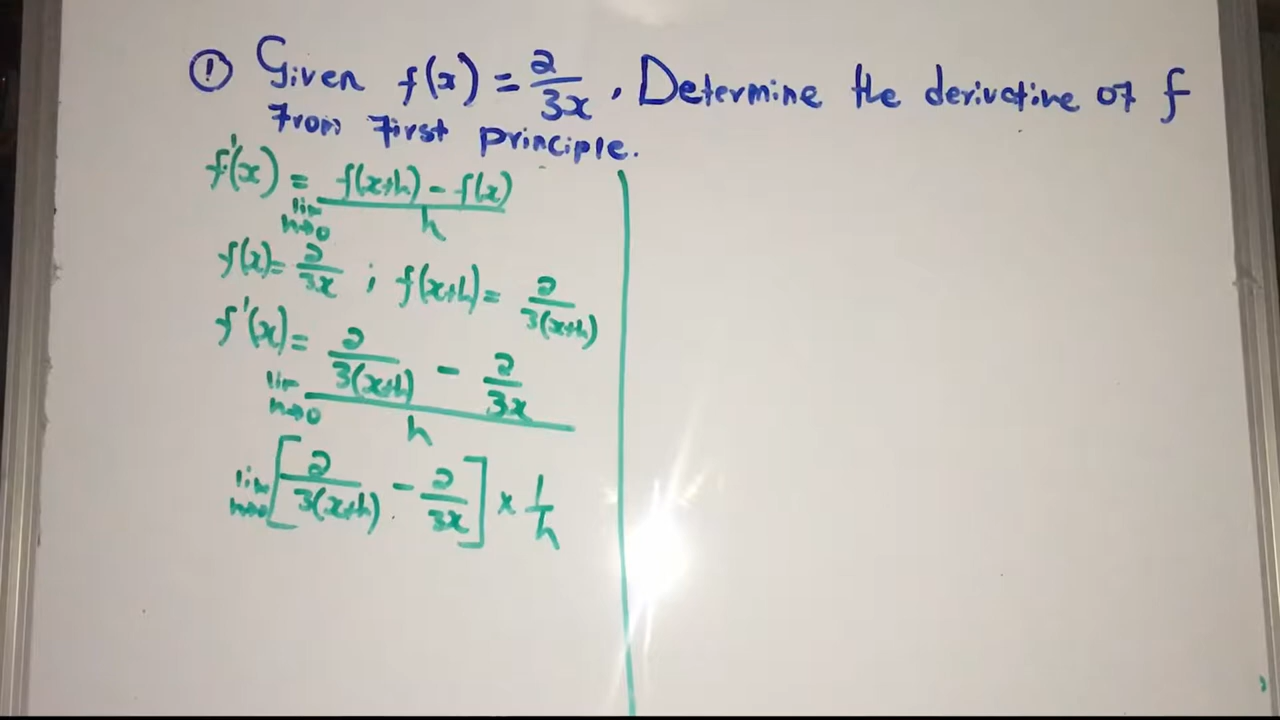 ① Given f(x) = 2/3x , Determine the derivative of f
from first principle.
f'(x) = lim h→0 f(x+h) - f(x) / h
f(x) = 2/3x ; f(x+h) = 2/3(x+h)
f'(x) = lim h→0 2/3(x+h) - 2/3x / h
lim h→0 [2/3(x+h) - 2/3x] × 1/h